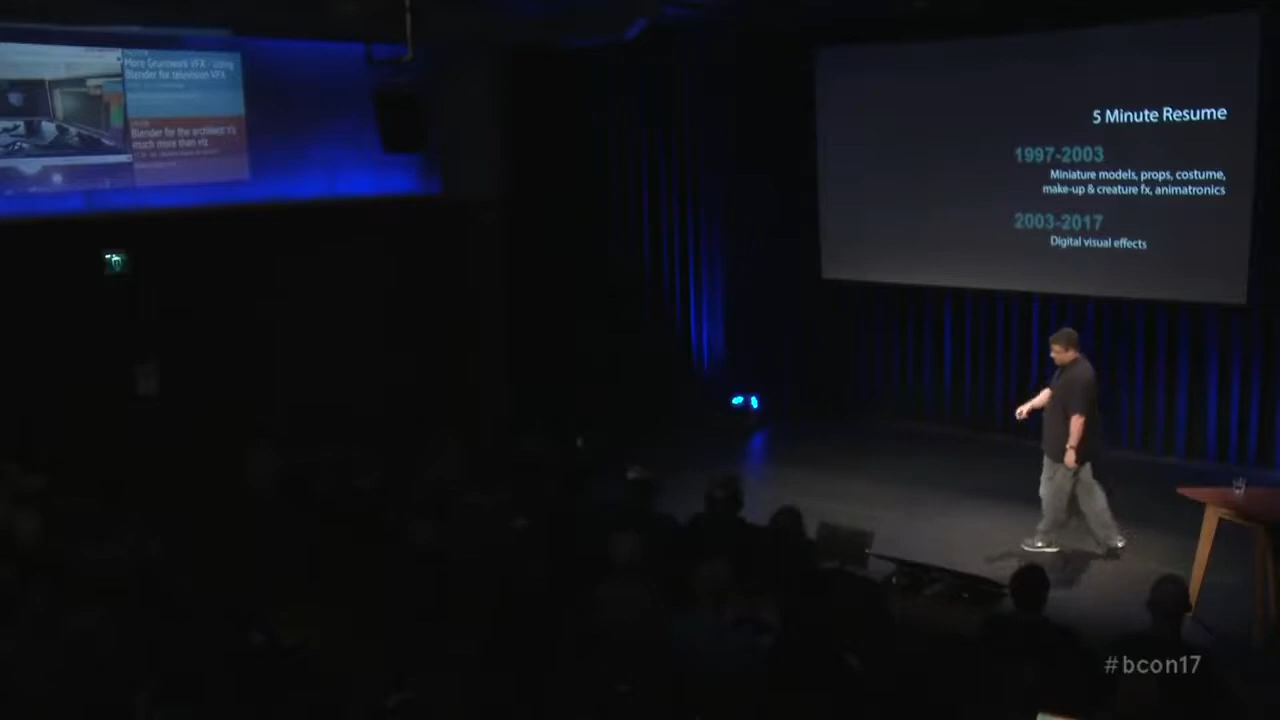 More Gruntwork VFX - Using
Blender for television VFX
Blender for the architect it's
much more than viz
5 Minute Resume
1997-2003
Miniature models, props, costume,
make-up & creature fx, animatronics
2003-2017
Digital visual effects
#bcon17